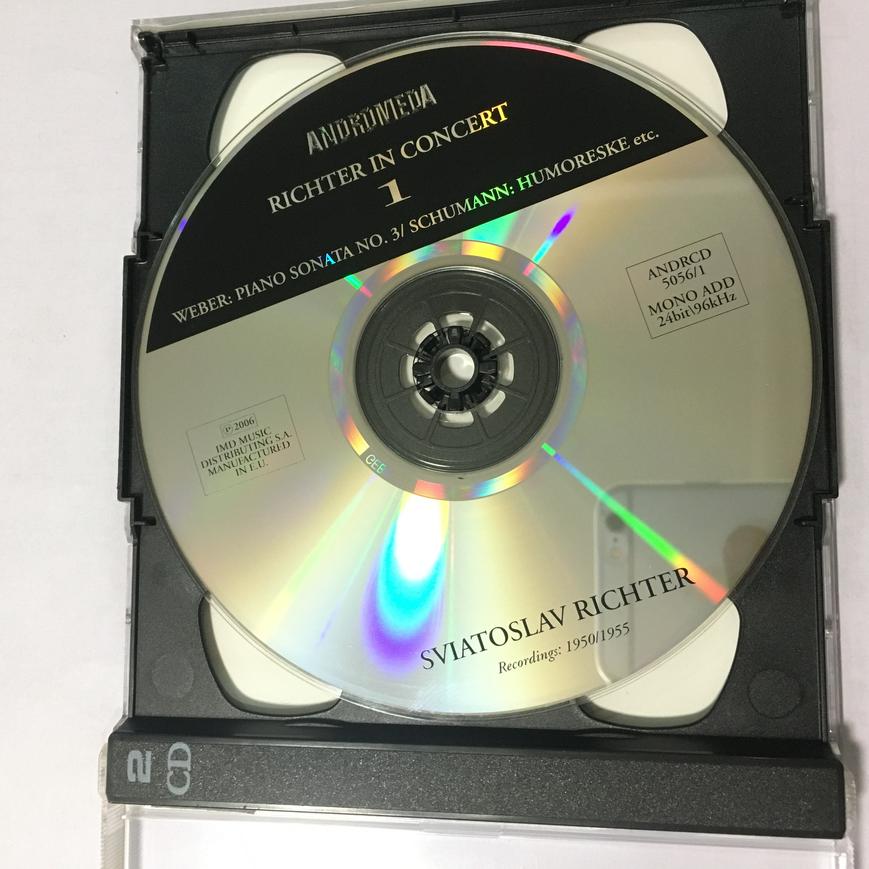 ANDROMEDA
RICHTER IN CONCERT
1
WEBER: PIANO SONATA NO. 3/ SCHUMANN: HUMORESKE etc.
ANDRCD
5056/1
MONO ADD
24bit\96kHz
P 2006
IMD MUSIC
DISTRIBUTING S.A.
MANUFACTURED
IN E.U.
SVIATOSLAV RICHTER
Recordings: 1950/1955
2
CD